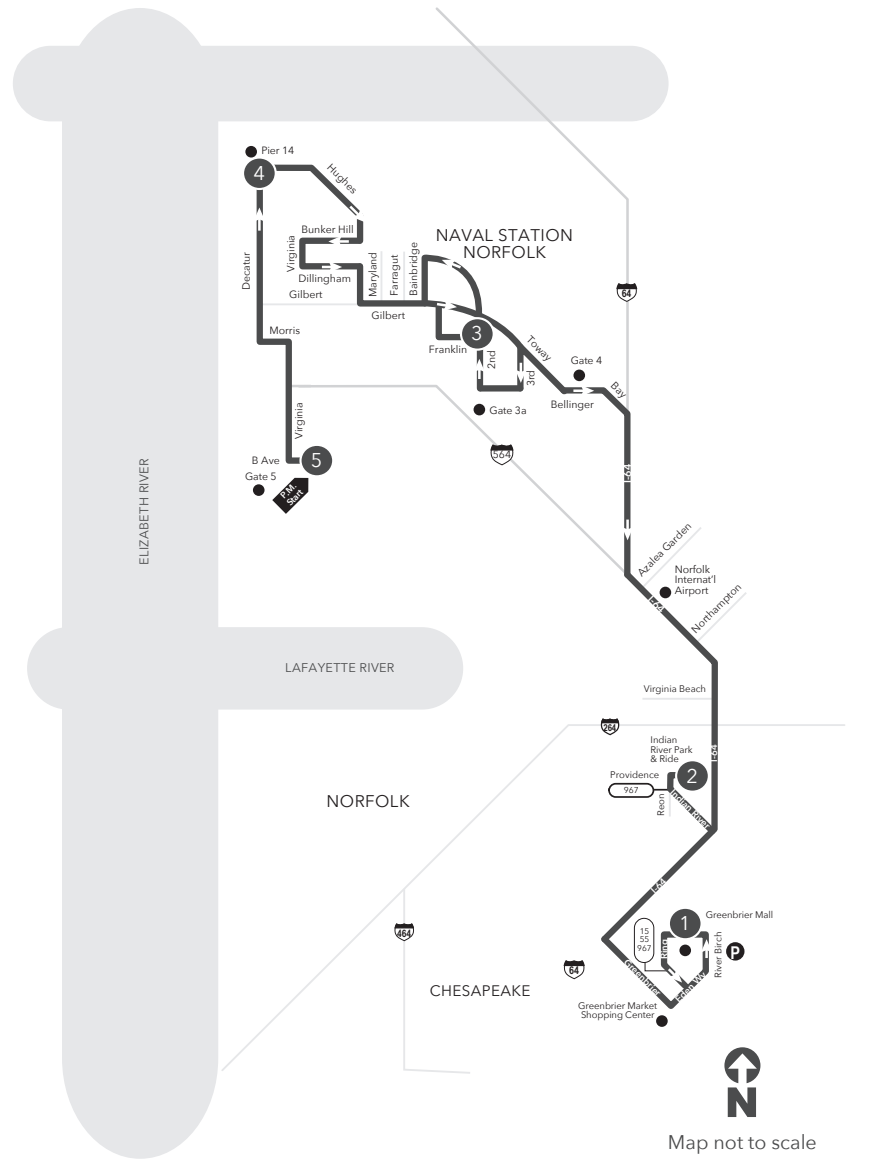 Pier 14
4
Hughes
Bunker Hill
Virginia
Dillingham
Decatur
Gilbert
Maryland
Farragut
Bainbridge
NAVAL STATION
NORFOLK
64
Gilbert
Morris
Franklin
3
2nd
3rd
Toway
Gate 4
Bellinger
Bay
Gate 3a
564
Virginia
B Ave
5
Gate 5
P.M.
Start
I-64
ELIZABETH RIVER
Azalea Garden
Norfolk
Internat'l
Airport
I-64
Northampton
LAFAYETTE RIVER
Virginia Beach
264
I-64
Indian
River Park
& Ride
2
Providence
967
Reon
Indian River
NORFOLK
I-64
464
1
Greenbrier Mall
15
55
967
Ring
River Birch
P
64
Greenbrier
Eden Wy
CHESAPEAKE
Greenbrier Market
Shopping Center
N
Map not to scale